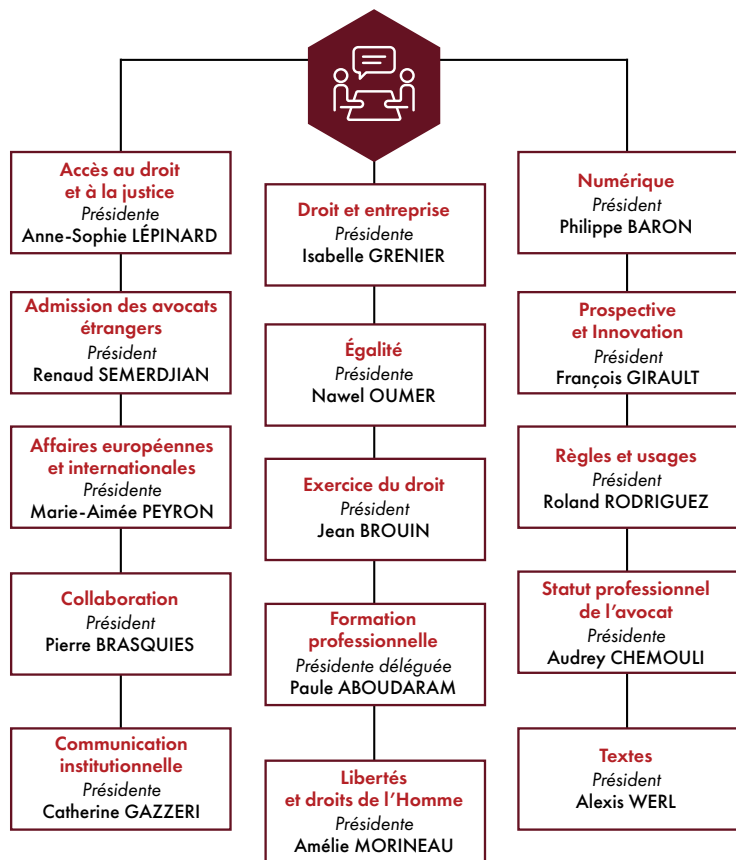 Accès au droit
et à la justice
Présidente
Anne-Sophie LÉPINARD
Admission des avocats
étrangers
Président
Renaud SEMERDJIAN
Affaires européennes
et internationales
Présidente
Marie-Aimée PEYRON
Collaboration
Président
Pierre BRASQUIES
Communication
institutionnelle
Présidente
Catherine GAZZERI
Droit et entreprise
Présidente
Isabelle GRENIER
Égalité
Présidente
Nawel OUMER
Exercice du droit
Président
Jean BROUIN
Formation
professionnelle
Présidente déléguée
Paule ABOUDARAM
Libertés
et droits de l’Homme
Présidente
Amélie MORINEAU
Numérique
Président
Philippe BARON
Prospective
et Innovation
Président
François GIRAULT
Règles et usages
Président
Roland RODRIGUEZ
Statut professionnel
de l’avocat
Présidente
Audrey CHEMOULI
Textes
Président
Alexis WERL